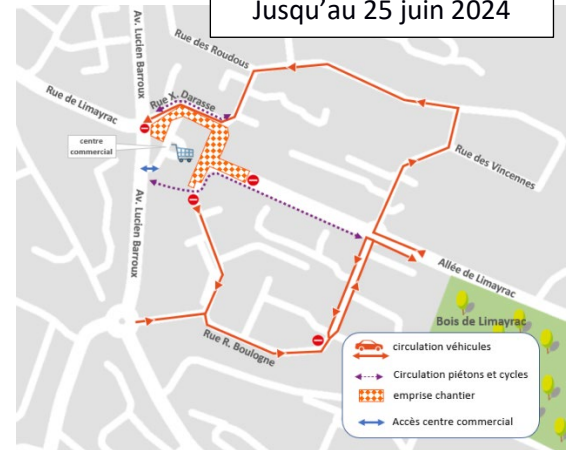 Jusqu'au 25 juin 2024
Av. Lucien Barroux
Rue des Roudous
Rue de Limayrac
Rue X. Darasse
centre
commercial
Rue des Vincennes
Av. Lucien Barroux
Allée de Limayrac
Bois de Limayrac
Rue R. Boulogne
circulation véhicules
Circulation piétons et cycles
emprise chantier
Accès centre commercial